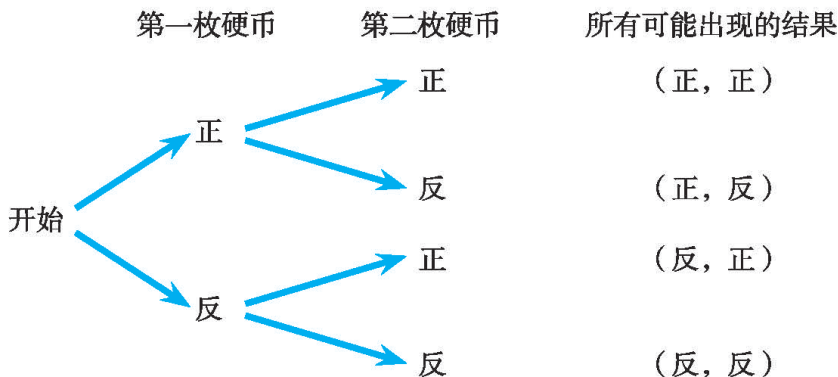 第一枚硬币 第二枚硬币 所有可能出现的结果
正 （正，正）
正
反 （正，反）
开始
正 （反，正）
反
反 （反，反）